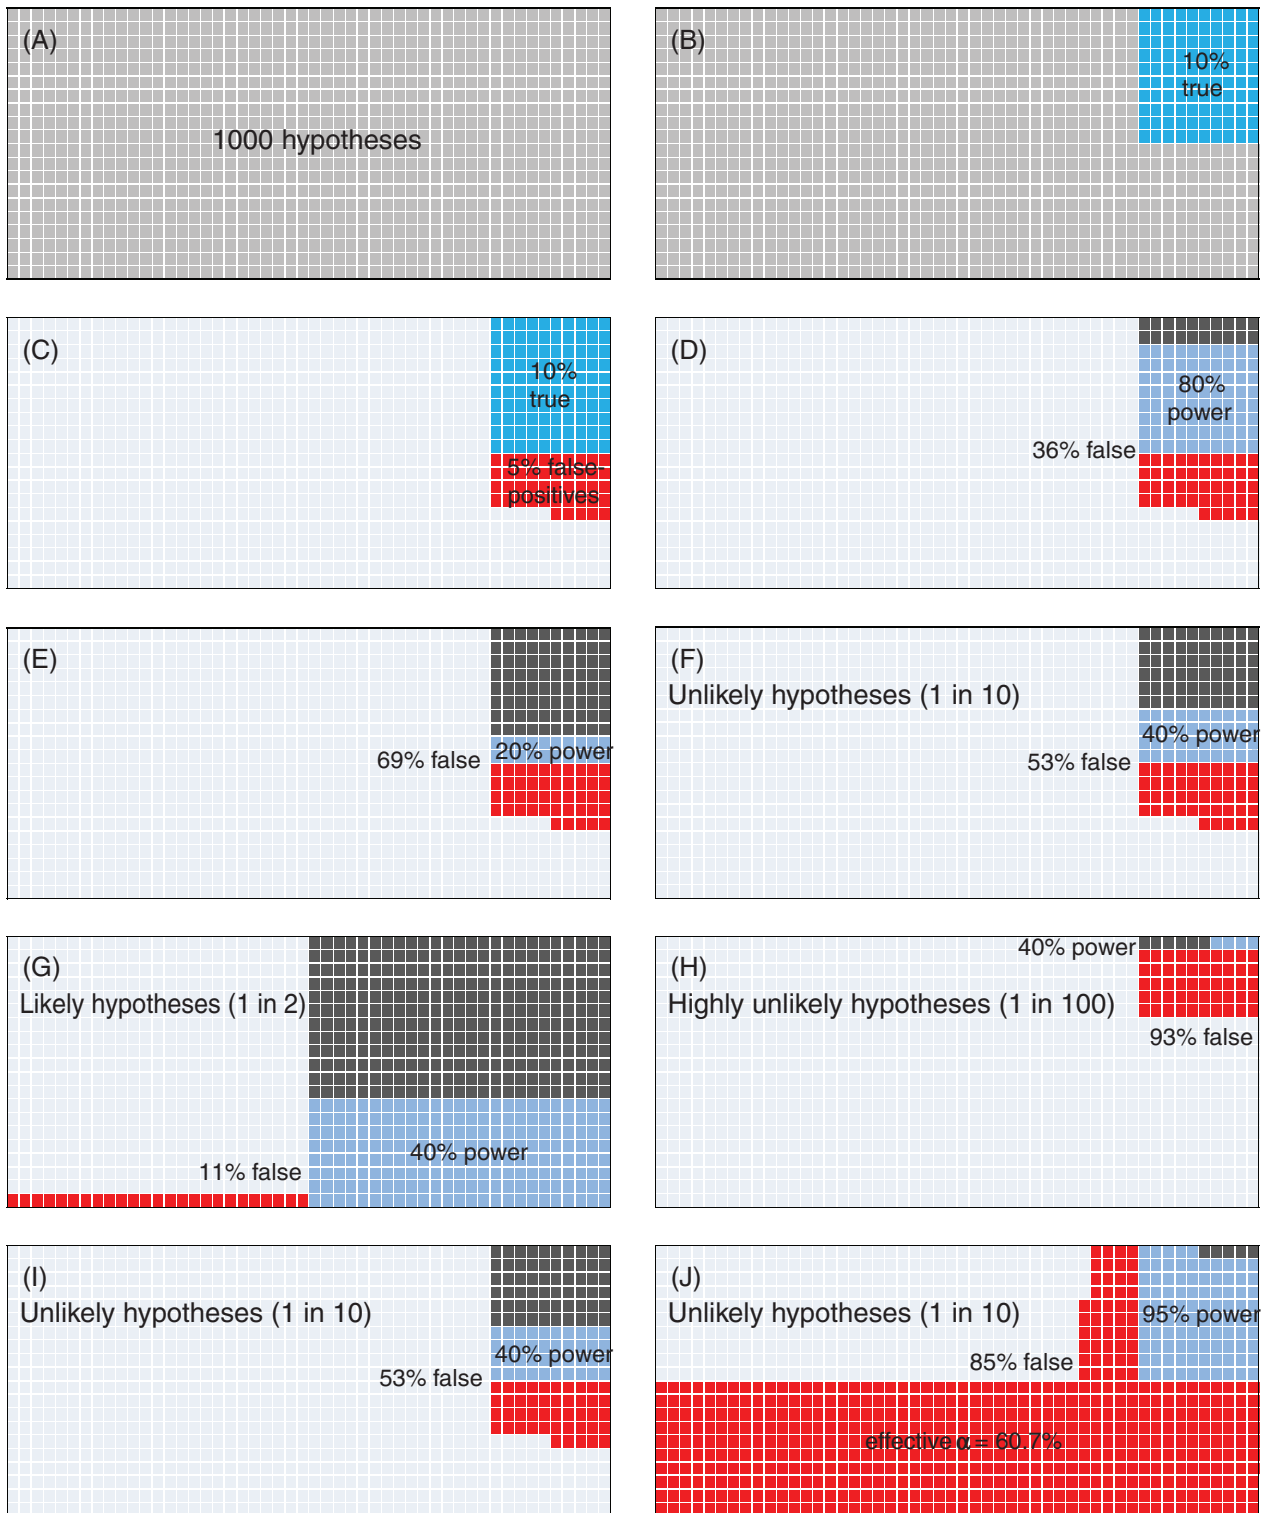 (A)
1000 hypotheses
(B)
10%
true
(C)
10%
true
5% false-
positives
(D)
80%
power
36% false
(E)
20% power
69% false
(F)
Unlikely hypotheses (1 in 10)
40% power
53% false
(G)
Likely hypotheses (1 in 2)
40% power
11% false
40% power
(H)
Highly unlikely hypotheses (1 in 100)
93% false
(I)
Unlikely hypotheses (1 in 10)
40% power
53% false
(J)
Unlikely hypotheses (1 in 10)
95% power
85% false
effective α = 60.7%